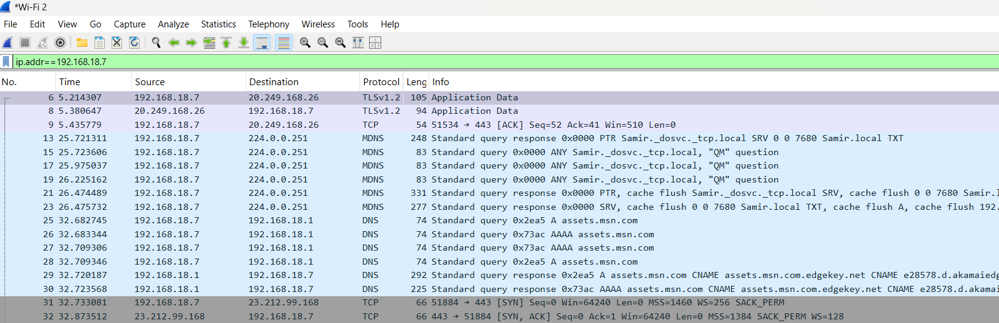 *Wi-Fi 2
File Edit View Go Capture Analyze Statistics Telephony Wireless Tools Help
ip.addr==192.168.18.7
No. Time Source Destination Protocol Leng Info
6 5.214307 192.168.18.7 20.249.168.26 TLSv1.2 105 Application Data
8 5.380647 20.249.168.26 192.168.18.7 TLSv1.2 94 Application Data
9 5.435779 192.168.18.7 20.249.168.26 TCP 54 51534 → 443 [ACK] Seq=52 Ack=41 Win=510 Len=0
13 25.721311 192.168.18.7 224.0.0.251 MDNS 248 Standard query response 0x0000 PTR Samir._dosvc._tcp.local SRV 0 0 7680 Samir.local TXT
15 25.723606 192.168.18.7 224.0.0.251 MDNS 83 Standard query 0x0000 ANY Samir._dosvc._tcp.local, "QM" question
17 25.975037 192.168.18.7 224.0.0.251 MDNS 83 Standard query 0x0000 ANY Samir._dosvc._tcp.local, "QM" question
19 26.225162 192.168.18.7 224.0.0.251 MDNS 83 Standard query 0x0000 ANY Samir._dosvc._tcp.local, "QM" question
21 26.474489 192.168.18.7 224.0.0.251 MDNS 331 Standard query response 0x0000 PTR, cache flush Samir._dosvc._tcp.local SRV, cache flush 0 0 7680 Samir.l
23 26.475732 192.168.18.7 224.0.0.251 MDNS 277 Standard query response 0x0000 SRV, cache flush 0 0 7680 Samir.local TXT, cache flush A, cache flush 192.
25 32.682745 192.168.18.7 192.168.18.1 DNS 74 Standard query 0x2ea5 A assets.msn.com
26 32.683344 192.168.18.7 192.168.18.1 DNS 74 Standard query 0x73ac AAAA assets.msn.com
27 32.709306 192.168.18.7 192.168.18.1 DNS 74 Standard query 0x73ac AAAA assets.msn.com
28 32.709346 192.168.18.7 192.168.18.1 DNS 74 Standard query 0x2ea5 A assets.msn.com
29 32.720187 192.168.18.1 192.168.18.7 DNS 292 Standard query response 0x2ea5 A assets.msn.com CNAME assets.msn.com.edgekey.net CNAME e28578.d.akamaiedg
30 32.723568 192.168.18.1 192.168.18.7 DNS 225 Standard query response 0x73ac AAAA assets.msn.com CNAME assets.msn.com.edgekey.net CNAME e28578.d.akamai
31 32.733081 192.168.18.7 23.212.99.168 TCP 66 51884 → 443 [SYN] Seq=0 Win=64240 Len=0 MSS=1460 WS=256 SACK_PERM
32 32.873512 23.212.99.168 192.168.18.7 TCP 66 443 → 51884 [SYN, ACK] Seq=0 Ack=1 Win=64240 Len=0 MSS=1384 SACK_PERM WS=128